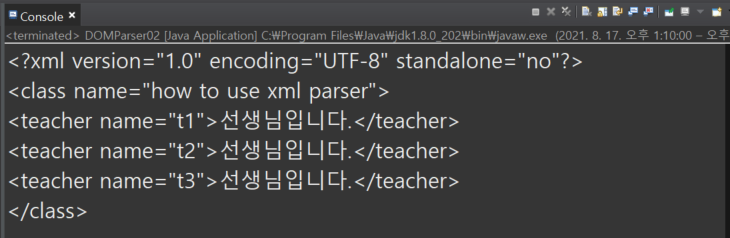 Console
<terminated> DOMParser02 [Java Application] C:₩Program Files₩Java₩jdk1.8.0_202₩bin₩javaw.exe (2021. 8. 17. 오후 1:10:00 – 오후
<?xml version="1.0" encoding="UTF-8" standalone="no"?>
<class name="how to use xml parser">
<teacher name="t1">선생님입니다.</teacher>
<teacher name="t2">선생님입니다.</teacher>
<teacher name="t3">선생님입니다.</teacher>
</class>